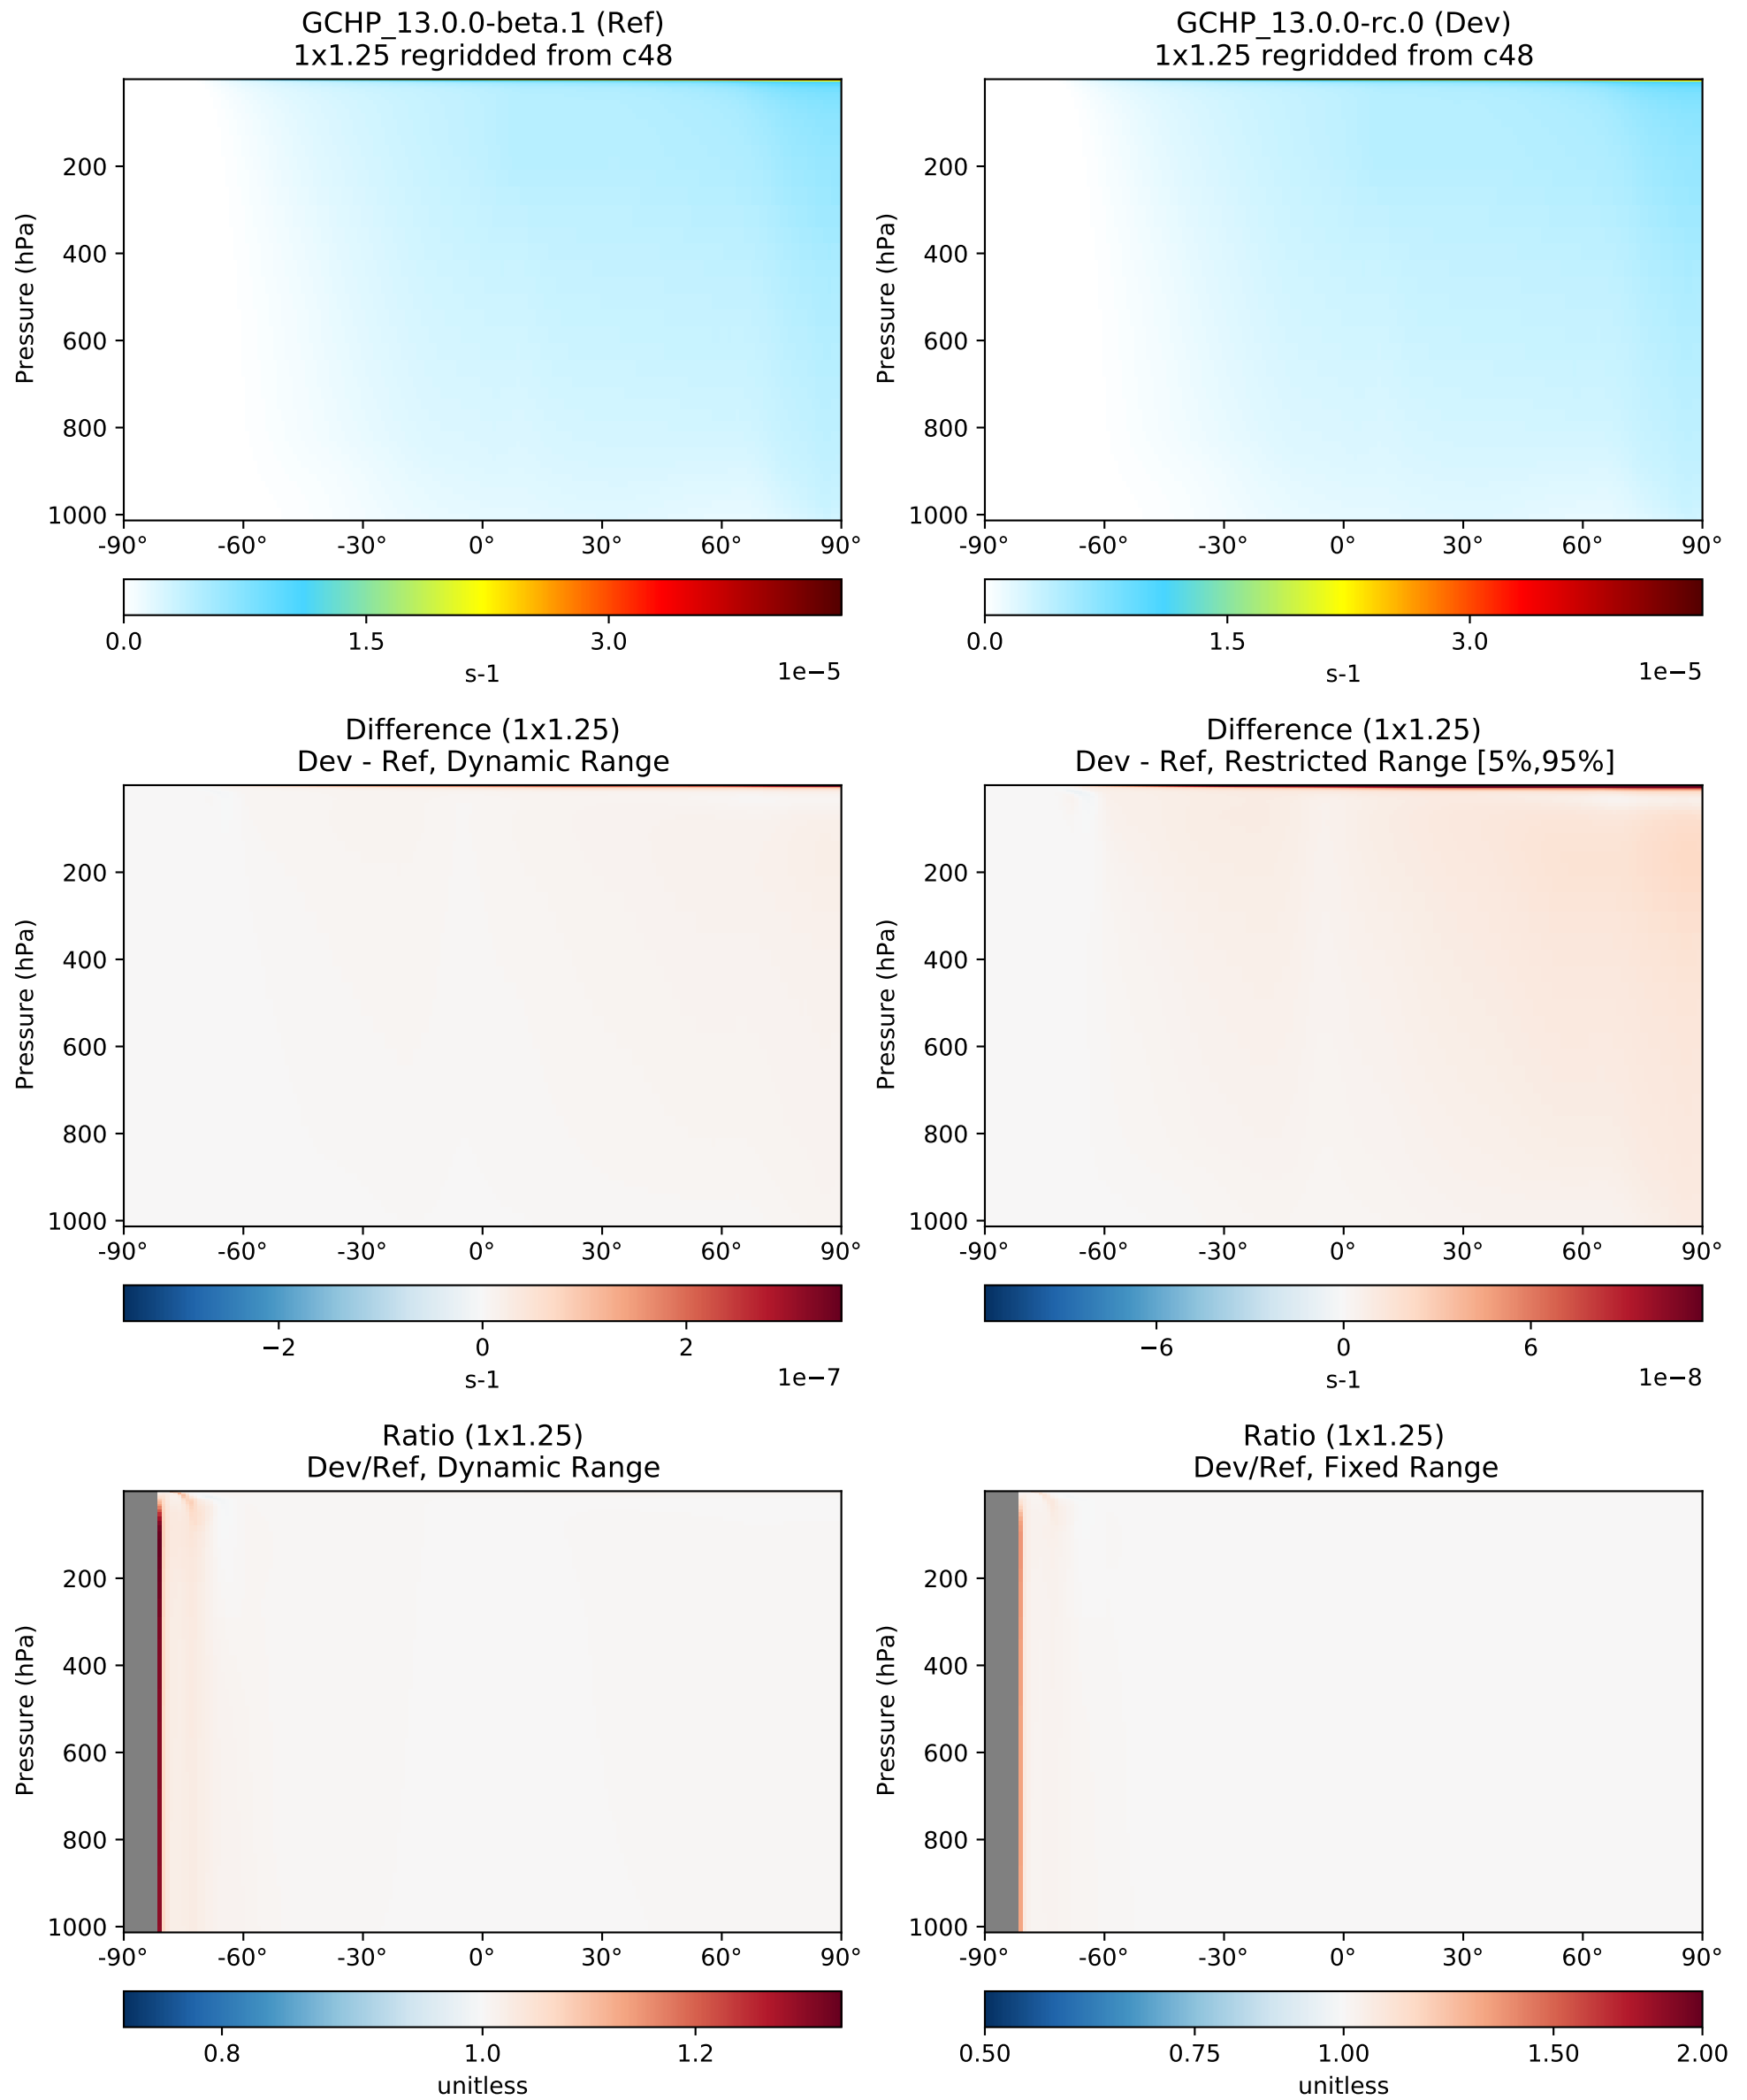 GCHP_13.0.0-beta.1 (Ref)
1x1.25 regridded from c48
Pressure (hPa)
200
400
600
800
1000
-90° -60° -30° 0° 30° 60° 90°
0.0 1.5 3.0
s-1
1e−5
GCHP_13.0.0-rc.0 (Dev)
1x1.25 regridded from c48
Pressure (hPa)
200
400
600
800
1000
-90° -60° -30° 0° 30° 60° 90°
0.0 1.5 3.0
s-1
1e−5
Difference (1x1.25)
Dev - Ref, Dynamic Range
Pressure (hPa)
200
400
600
800
1000
-90° -60° -30° 0° 30° 60° 90°
−2 0 2
s-1
1e−7
Difference (1x1.25)
Dev - Ref, Restricted Range [5%,95%]
Pressure (hPa)
200
400
600
800
1000
-90° -60° -30° 0° 30° 60° 90°
−6 0 6
s-1
1e−8
Ratio (1x1.25)
Dev/Ref, Dynamic Range
Pressure (hPa)
200
400
600
800
1000
-90° -60° -30° 0° 30° 60° 90°
0.8 1.0 1.2
unitless
Ratio (1x1.25)
Dev/Ref, Fixed Range
Pressure (hPa)
200
400
600
800
1000
-90° -60° -30° 0° 30° 60° 90°
0.50 0.75 1.00 1.50 2.00
unitless